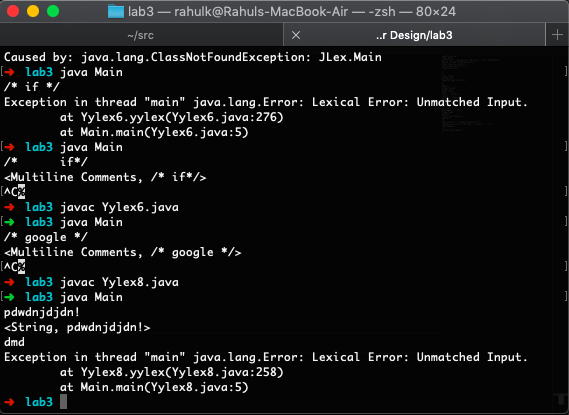 lab3 — rahulk@Rahuls-MacBook-Air — -zsh — 80×24
~/src
..r Design/lab3
Caused by: java.lang.ClassNotFoundException: JLex.Main
[➜  lab3 java Main
/* if */
Exception in thread "main" java.lang.Error: Lexical Error: Unmatched Input.
        at Yylex6.yylex(Yylex6.java:276)
        at Main.main(Yylex6.java:5)
[➜  lab3 java Main
/*      if*/
<Multiline Comments, /* if*/>
[^C%
➜  lab3 javac Yylex6.java
[➜  lab3 java Main
/* google */
<Multiline Comments, /* google */>
[^C%
➜  lab3 javac Yylex8.java
[➜  lab3 java Main
pdwdnjdjdn!
<String, pdwdnjdjdn!>
dmd
Exception in thread "main" java.lang.Error: Lexical Error: Unmatched Input.
        at Yylex8.yylex(Yylex8.java:258)
        at Main.main(Yylex8.java:5)
➜  lab3